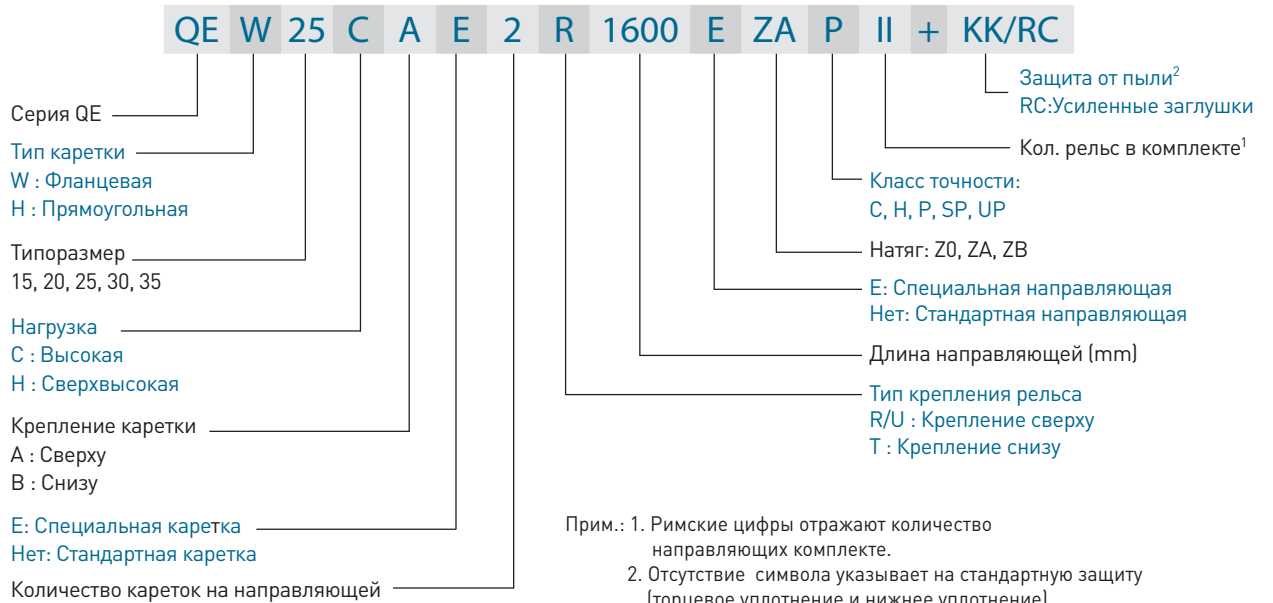 QE W 25 C A E 2 R 1600 E ZA P II + KK/RC
Серия QE
Тип каретки
W : Фланцевая
H : Прямоугольная
Типоразмер
15, 20, 25, 30, 35
Нагрузка
C : Высокая
H : Сверхвысокая
Крепление каретки
A : Сверху
B : Снизу
E: Специальная каретка
Нет: Стандартная каретка
Количество кареток на направляющей
Защита от пыли²
RC:Усиленные заглушки
Кол. рельс в комплекте¹
Класс точности:
C, H, P, SP, UP
Натяг: Z0, ZA, ZB
E: Специальная направляющая
Нет: Стандартная направляющая
Длина направляющей (mm)
Тип крепления рельса
R/U : Крепление сверху
T : Крепление снизу
Прим.: 1. Римские цифры отражают количество
направляющих комплекте.
2. Отсутствие символа указывает на стандартную защиту
(торцевое уплотнение и нижнее уплотнение)